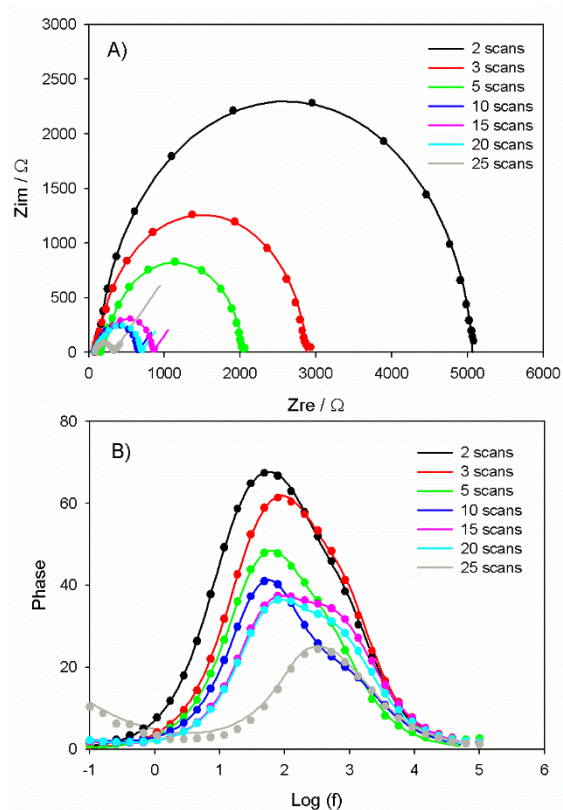 A)
2 scans
3 scans
5 scans
10 scans
15 scans
20 scans
25 scans
3000
2500
2000
1500
1000
500
0
Zim / Ω
0 1000 2000 3000 4000 5000 6000
Zre / Ω
B)
2 scans
3 scans
5 scans
10 scans
15 scans
20 scans
25 scans
80
60
40
20
0
Phase
-1 0 1 2 3 4 5 6
Log (f)